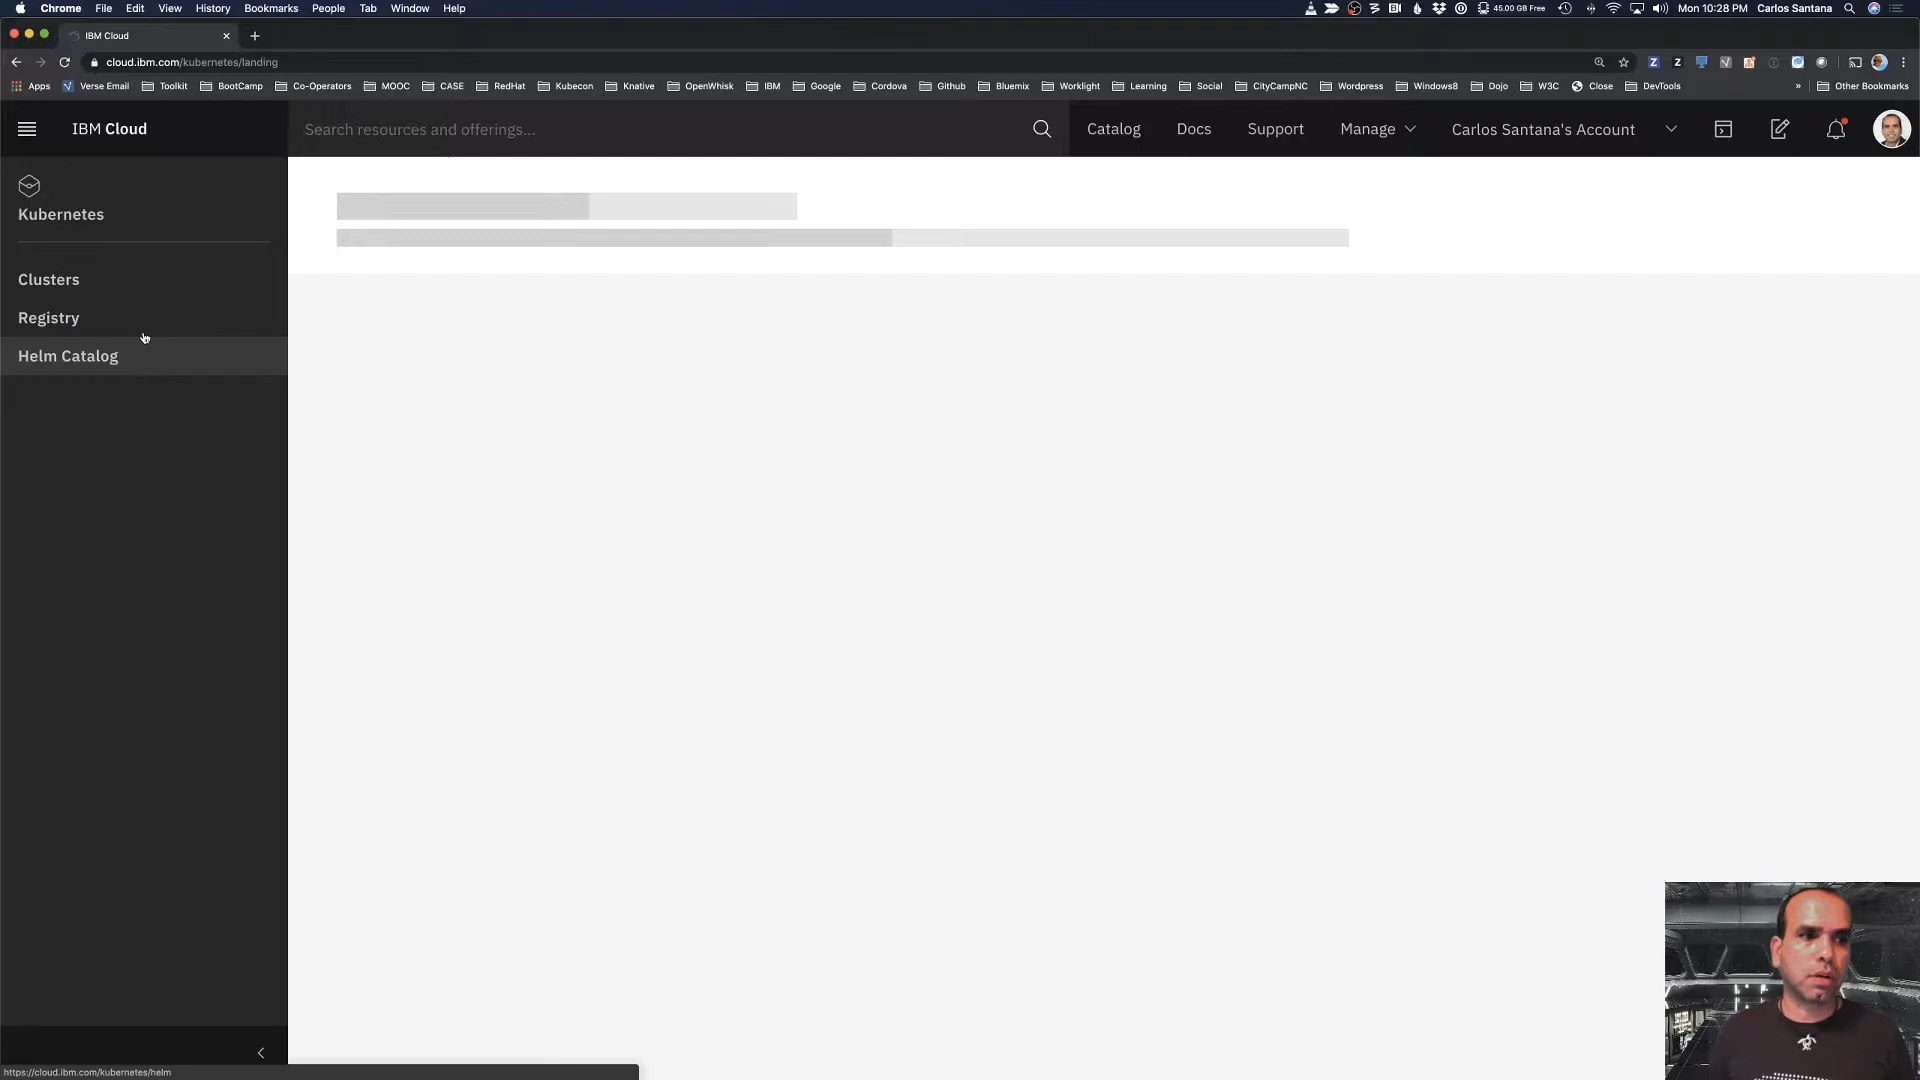 Chrome File Edit View History Bookmarks People Tab Window Help
45.00 GB Free Mon 10:28 PM Carlos Santana
IBM Cloud
cloud.ibm.com/kubernetes/landing
Apps Verse Email Toolkit BootCamp Co-Operators MOOC CASE RedHat Kubecon Knative OpenWhisk IBM Google Cordova Github Bluemix Worklight Learning Social CityCampNC Wordpress Windows8 Dojo W3C Close DevTools » Other Bookmarks
IBM Cloud Search resources and offerings... Catalog Docs Support Manage Carlos Santana's Account
Kubernetes
Clusters
Registry
Helm Catalog
https://cloud.ibm.com/kubernetes/helm